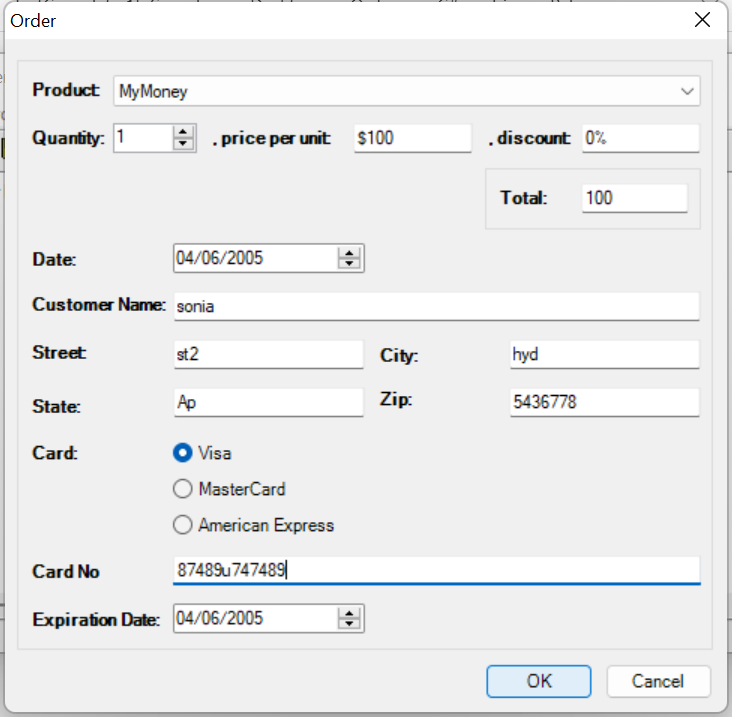 Order
Product: MyMoney
Quantity: 1 . price per unit: $100 . discount: 0%
Total: 100
Date: 04/06/2005
Customer Name: sonia
Street: st2 City: hyd
State: Ap Zip: 5436778
Card: Visa
MasterCard
American Express
Card No 87489u747489
Expiration Date: 04/06/2005
OK Cancel